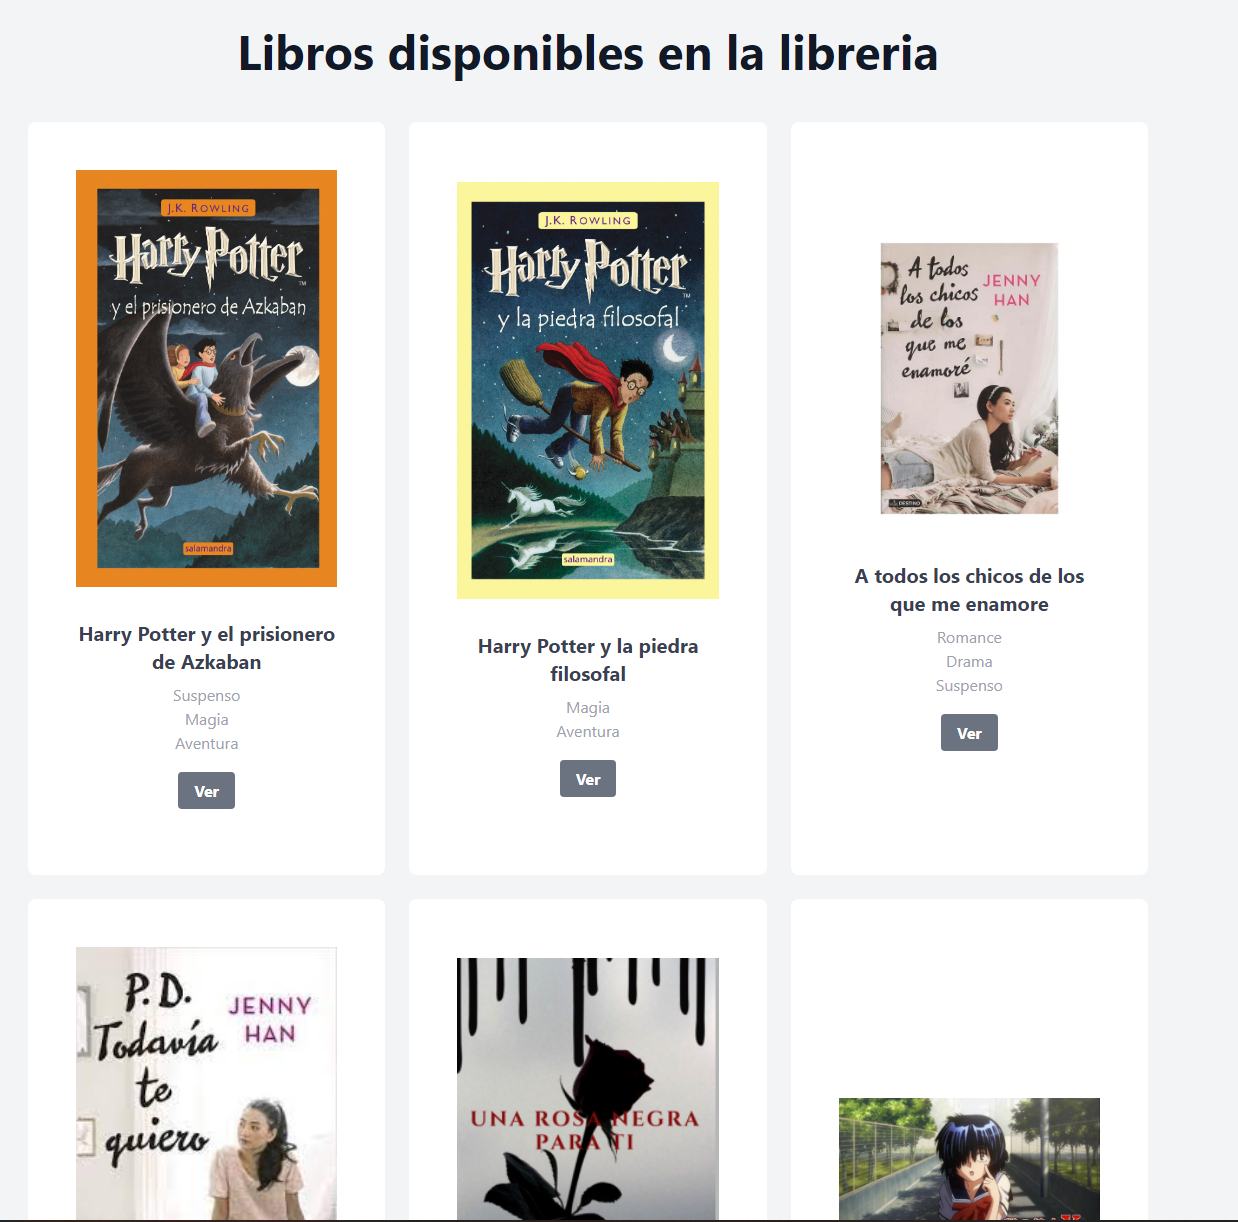 Libros disponibles en la libreria
J.K. ROWLING
Harry Potter
y el prisionero de Azkaban
salamandra
Harry Potter y el prisionero
de Azkaban
Suspenso
Magia
Aventura
Ver
J.K. ROWLING
Harry Potter
y la piedra filosofal
salamandra
Harry Potter y la piedra
filosofal
Magia
Aventura
Ver
A todos
los chicos
de los
que me
enamoré
JENNY
HAN
DESTINO
A todos los chicos de los
que me enamore
Romance
Drama
Suspenso
Ver
P.D.
Todavía
te
quiero
JENNY
HAN
UNA ROSA NEGRA
PARA TI